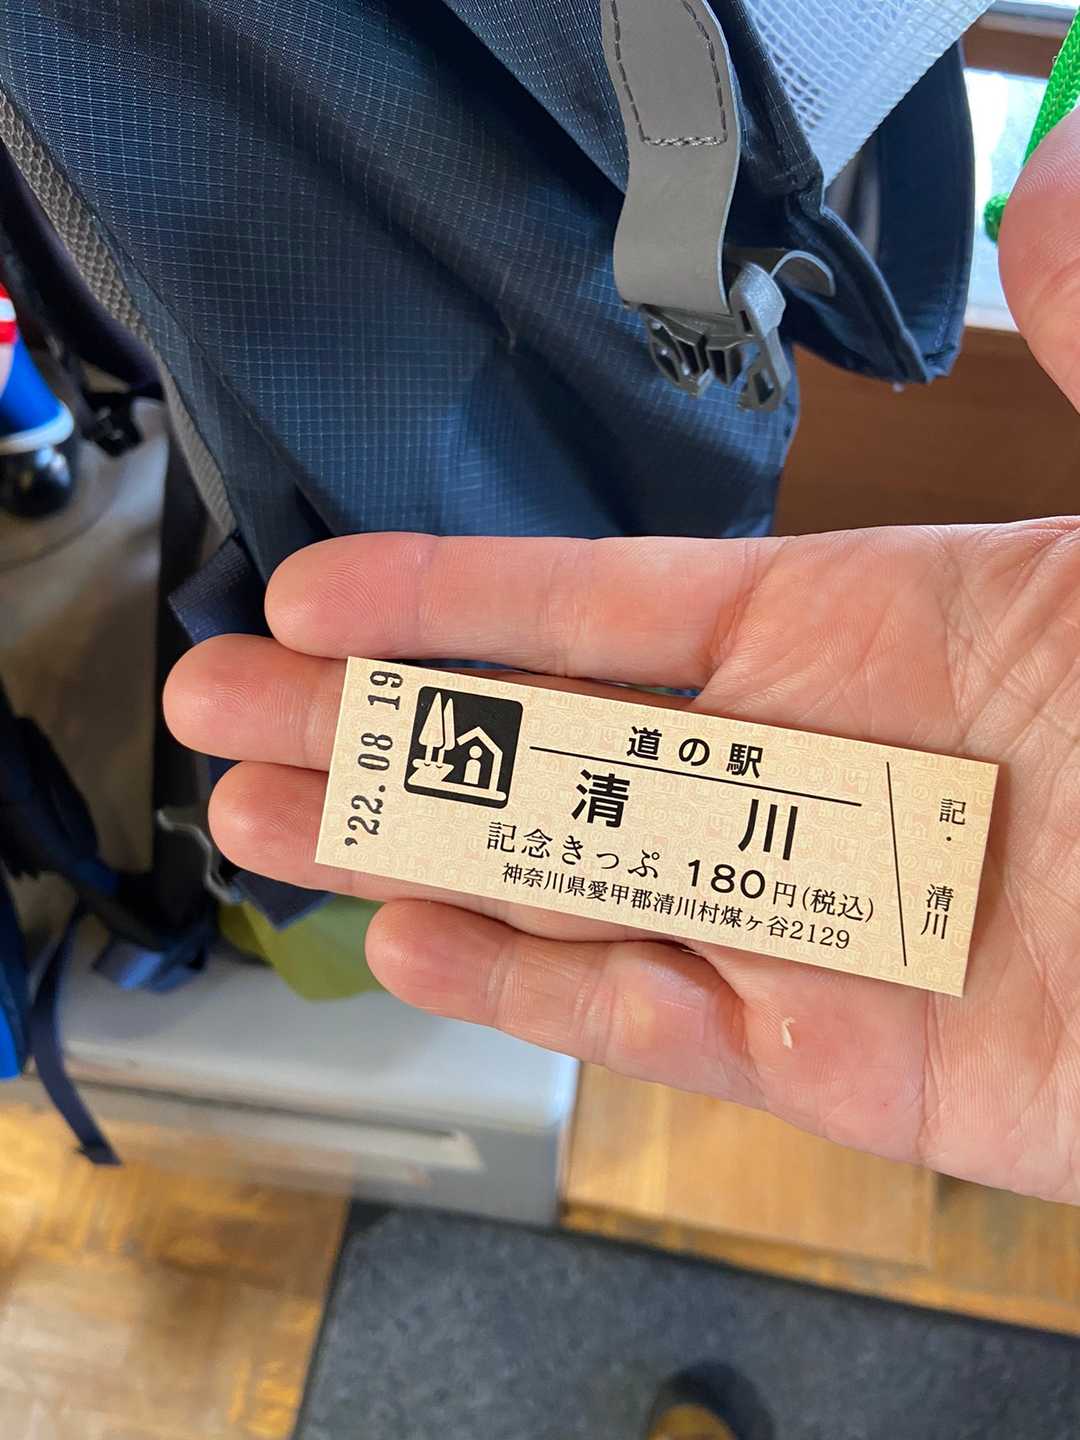 '22.08 19
道の駅
清川
記念きっぷ 180円(税込)
神奈川県愛甲郡清川村煤ヶ谷2129
記・清川